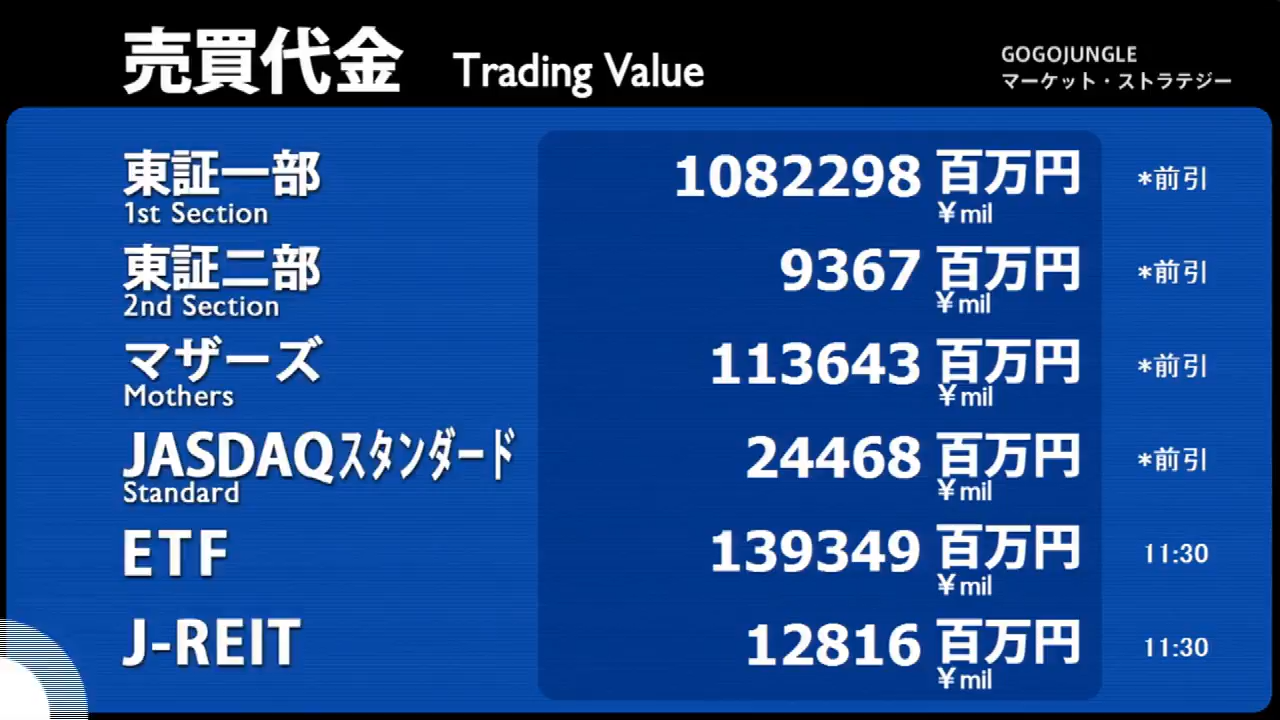 売買代金 Trading Value
GOGOJUNGLE
マーケット・ストラテジー
東証一部 1082298 百万円 *前引
1st Section ¥mil
東証二部 9367 百万円 *前引
2nd Section ¥mil
マザーズ 113643 百万円 *前引
Mothers ¥mil
JASDAQスタンダード 24468 百万円 *前引
Standard ¥mil
ETF 139349 百万円 11:30
¥mil
J-REIT 12816 百万円 11:30
¥mil